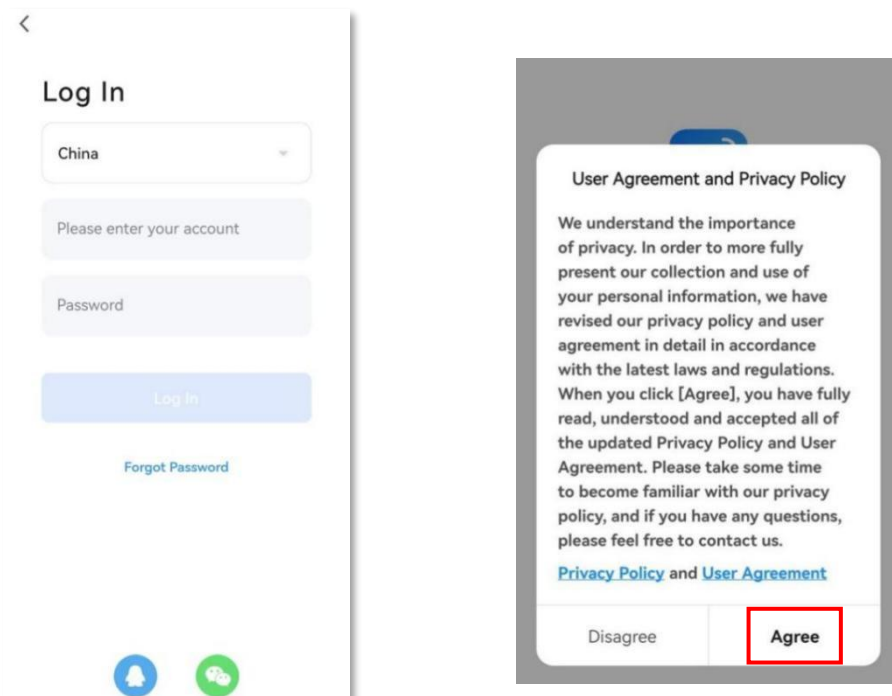 Log In
China
Please enter your account
Password
Log In
Forgot Password
User Agreement and Privacy Policy
We understand the importance
of privacy. In order to more fully
present our collection and use of
your personal information, we have
revised our privacy policy and user
agreement in detail in accordance
with the latest laws and regulations.
When you click [Agree], you have fully
read, understood and accepted all of
the updated Privacy Policy and User
Agreement. Please take some time
to become familiar with our privacy
policy, and if you have any questions,
please feel free to contact us.
Privacy Policy and User Agreement
Disagree
Agree